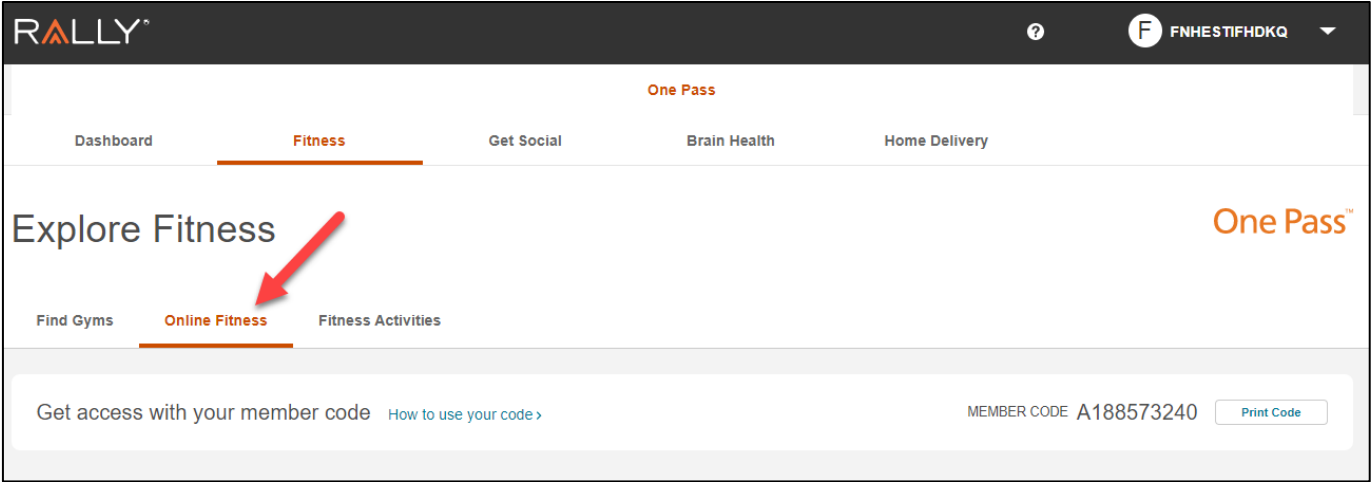 RALLY®
? F FNHESTIFHDKQ
One Pass
Dashboard Fitness Get Social Brain Health Home Delivery
Explore Fitness
One Pass™
Find Gyms Online Fitness Fitness Activities
Get access with your member code How to use your code › MEMBER CODE A188573240 Print Code